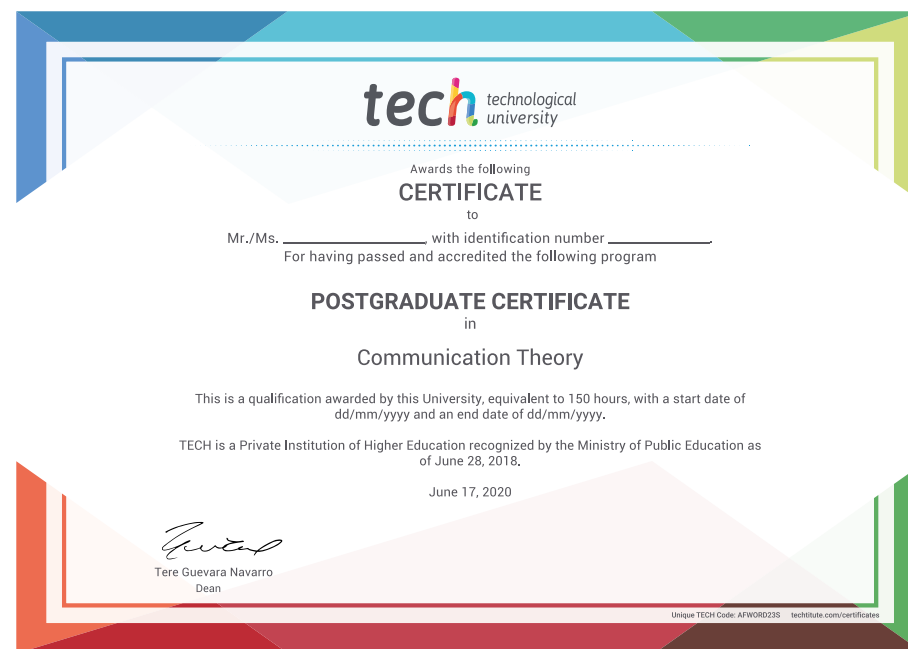 tech technological
university
Awards the following
CERTIFICATE
to
Mr./Ms. ____________________, with identification number ______________.
For having passed and accredited the following program
POSTGRADUATE CERTIFICATE
in
Communication Theory
This is a qualification awarded by this University, equivalent to 150 hours, with a start date of
dd/mm/yyyy and an end date of dd/mm/yyyy.
TECH is a Private Institution of Higher Education recognized by the Ministry of Public Education as
of June 28, 2018.
June 17, 2020
Tere Guevara Navarro
Dean
Unique TECH Code: AFWORD23S techtitute.com/certificates